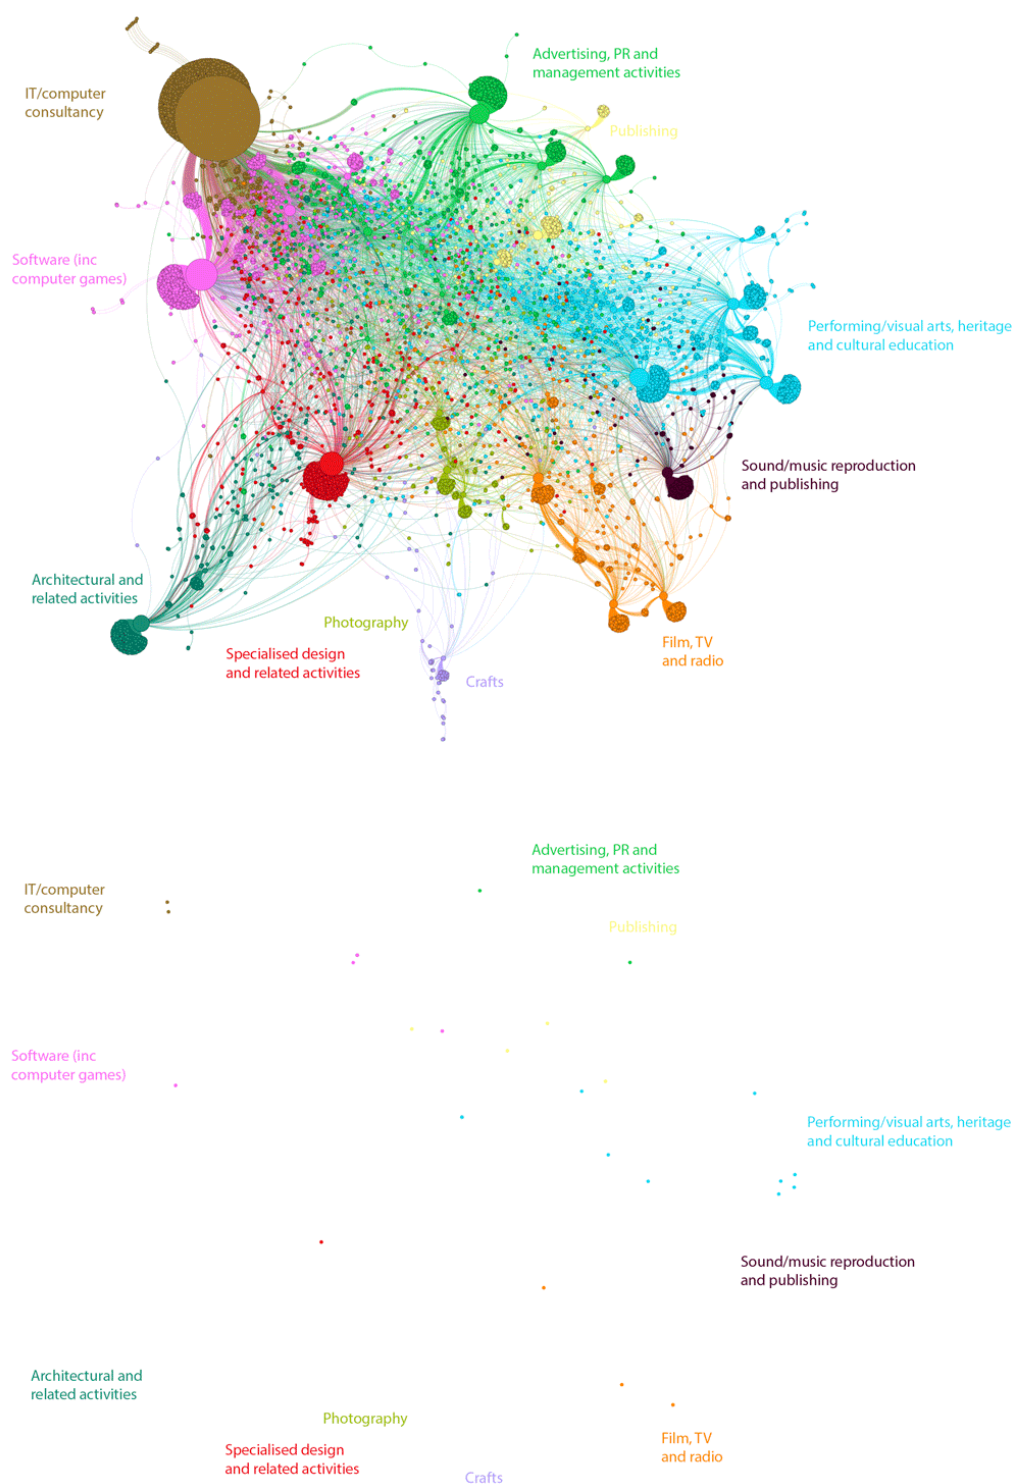 Advertising, PR and
management activities
IT/computer
consultancy
Publishing
Software (inc
computer games)
Performing/visual arts, heritage
and cultural education
Sound/music reproduction
and publishing
Architectural and
related activities
Photography
Specialised design
and related activities
Film, TV
and radio
Crafts
Advertising, PR and
management activities
IT/computer
consultancy
Publishing
Software (inc
computer games)
Performing/visual arts, heritage
and cultural education
Sound/music reproduction
and publishing
Architectural and
related activities
Photography
Specialised design
and related activities
Film, TV
and radio
Crafts